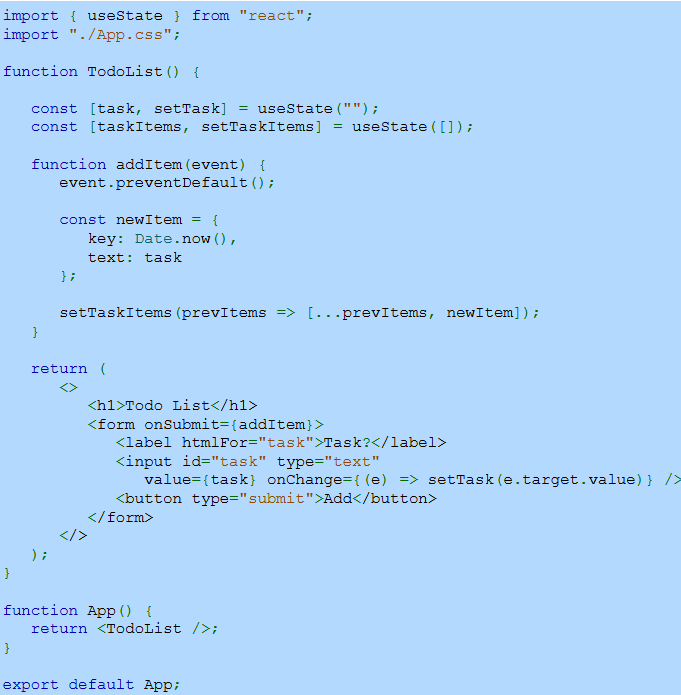 import { useState } from "react";
import "./App.css";

function TodoList() {

   const [task, setTask] = useState("");
   const [taskItems, setTaskItems] = useState([]);

   function addItem(event) {
      event.preventDefault();

      const newItem = {
         key: Date.now(),
         text: task
      };

      setTaskItems(prevItems => [...prevItems, newItem]);
   }

   return (
      <>
         <h1>Todo List</h1>
         <form onSubmit={addItem}>
            <label htmlFor="task">Task?</label>
            <input id="task" type="text"
               value={task} onChange={(e) => setTask(e.target.value)} />
            <button type="submit">Add</button>
         </form>
      </>
   );
}

function App() {
   return <TodoList />;
}

export default App;